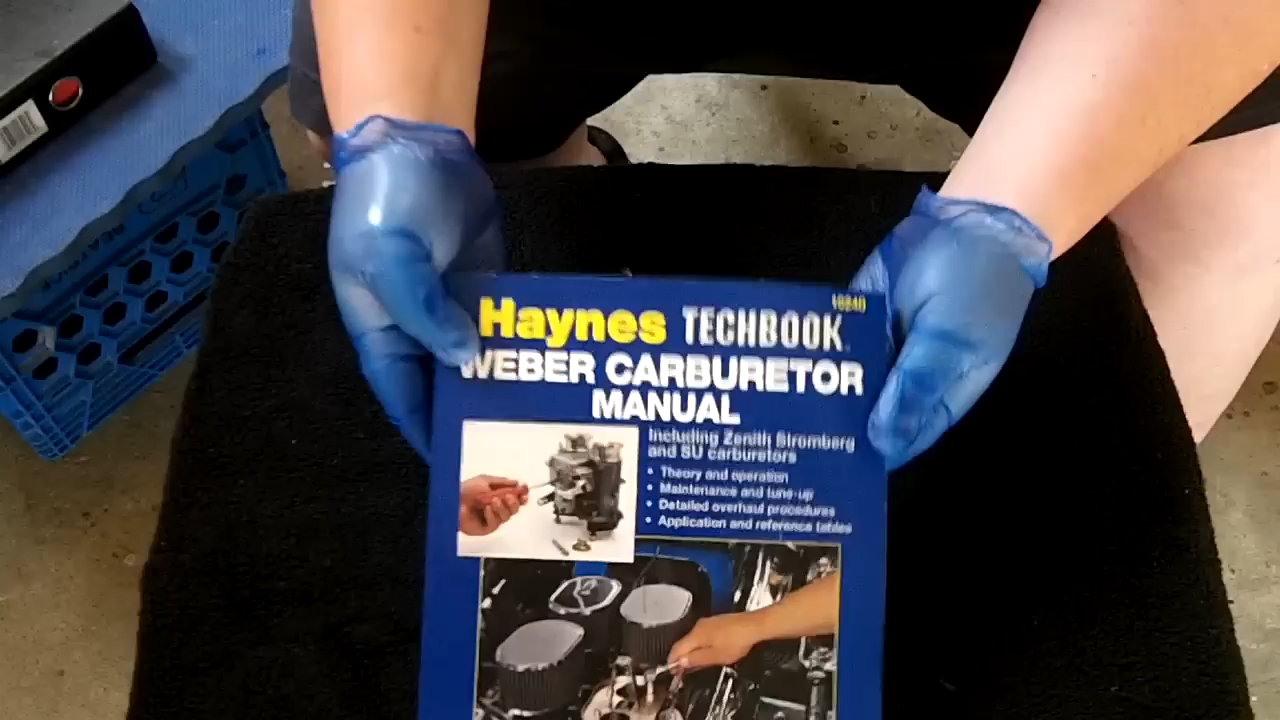 Haynes TECHBOOK
WEBER CARBURETOR
MANUAL
Including Zenith Stromberg
and SU carburetors
• Theory and operation
• Maintenance and tune-up
• Detailed overhaul procedures
• Application and reference tables